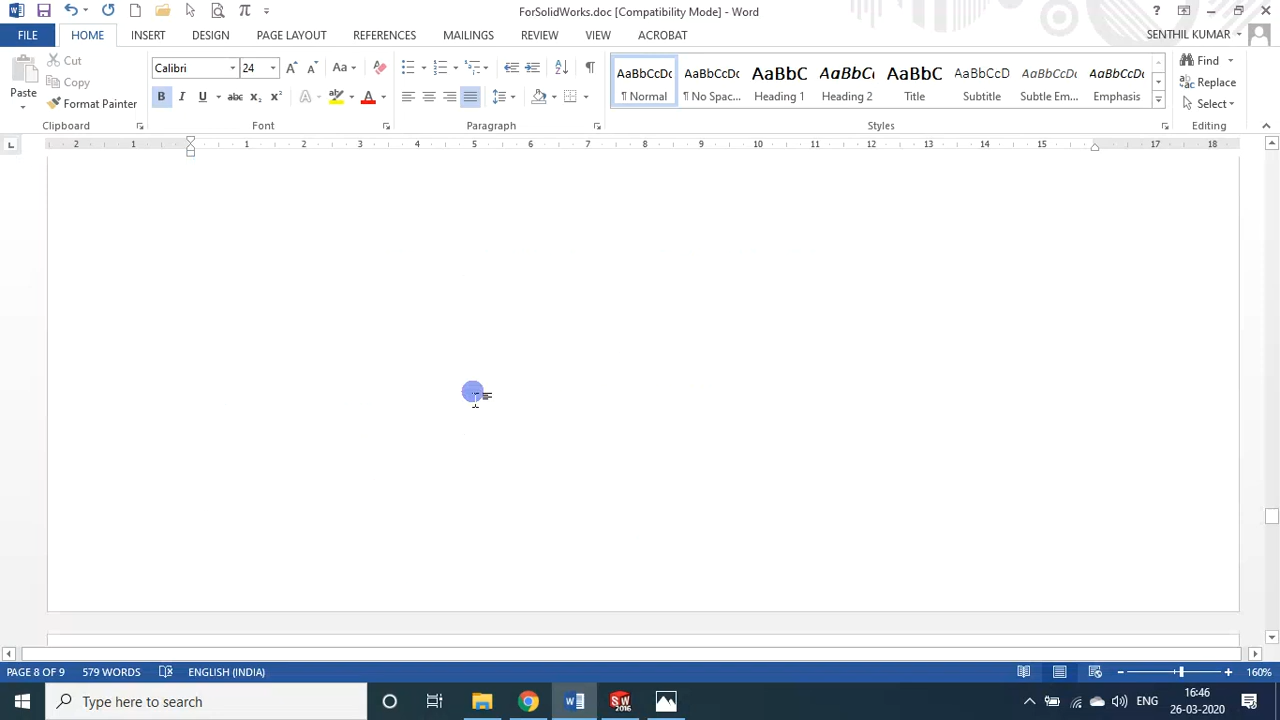 ForSolidWorks.doc [Compatibility Mode] - Word
FILE HOME INSERT DESIGN PAGE LAYOUT REFERENCES MAILINGS REVIEW VIEW ACROBAT SENTHIL KUMAR
Paste
Cut
Copy
Format Painter
Clipboard
Calibri 24
Font
Paragraph
AaBbCcDc AaBbCcDc AaBbC AaBbCc AaBbC AaBbCcD AaBbCcDc AaBbCcDc
¶ Normal ¶ No Spac... Heading 1 Heading 2 Title Subtitle Subtle Em... Emphasis
Styles
Find
Replace
Select
Editing
2 1 1 2 3 4 5 6 7 8 9 10 11 12 13 14 15 17 18
PAGE 8 OF 9 579 WORDS ENGLISH (INDIA) 160%
Type here to search
SW 2016
ENG
16:46
26-03-2020